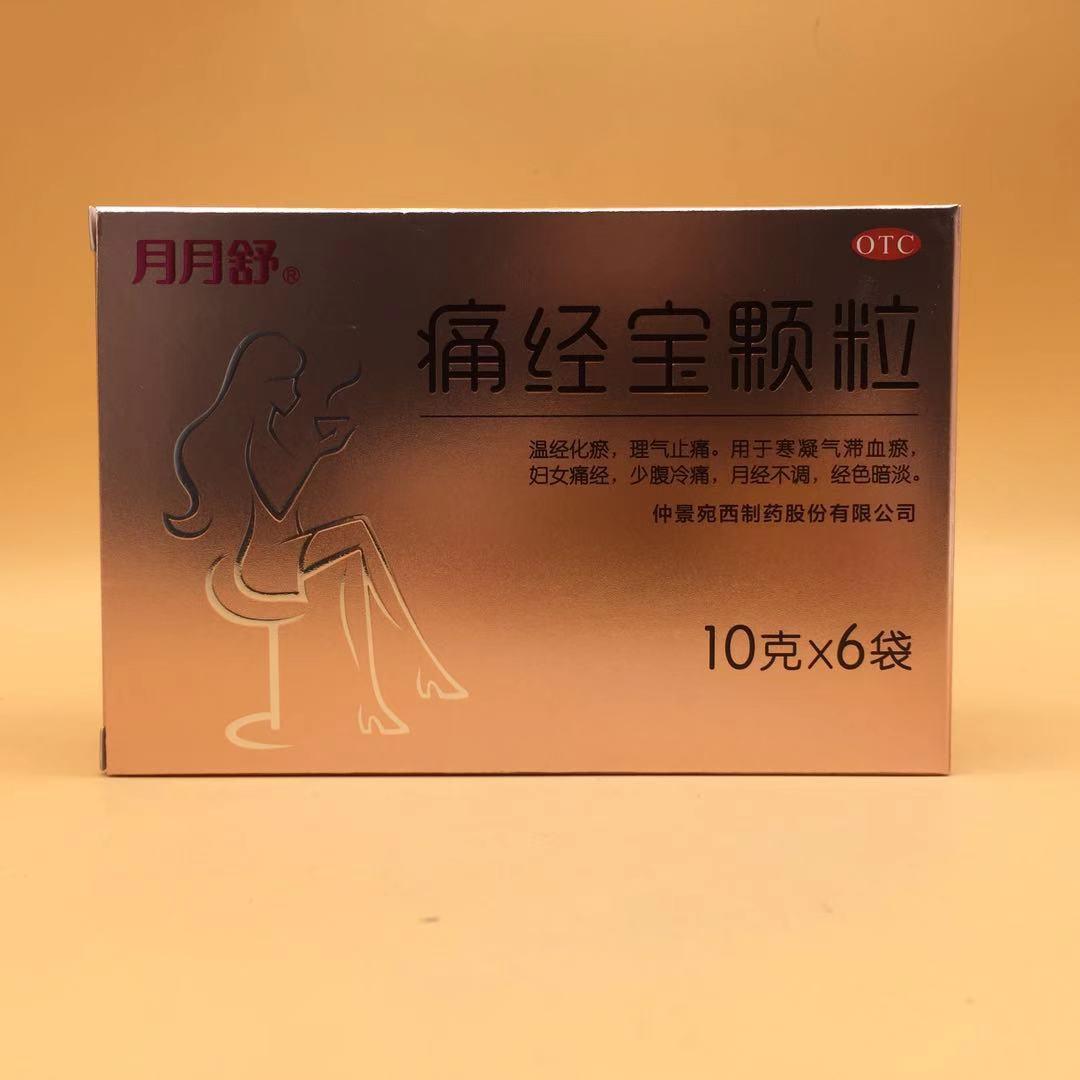 月月舒®
OTC
痛经宝颗粒
温经化瘀，理气止痛。用于寒凝气滞血瘀，
妇女痛经，少腹冷痛，月经不调，经色暗淡。
仲景宛西制药股份有限公司
10克x6袋